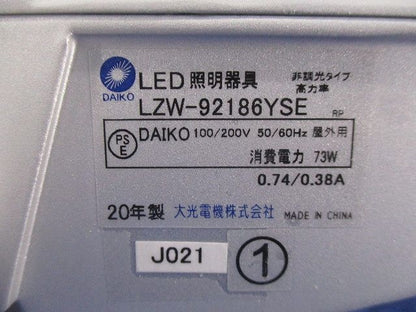 DAIKO
LED 照明器具 非調光タイプ
高力率
LZW-92186YSE RP
PSE DAIKO 100/200V 50/60Hz 屋外用
消費電力 73W
0.74/0.38A
20年製 大光電機株式会社 MADE IN CHINA
J021 1